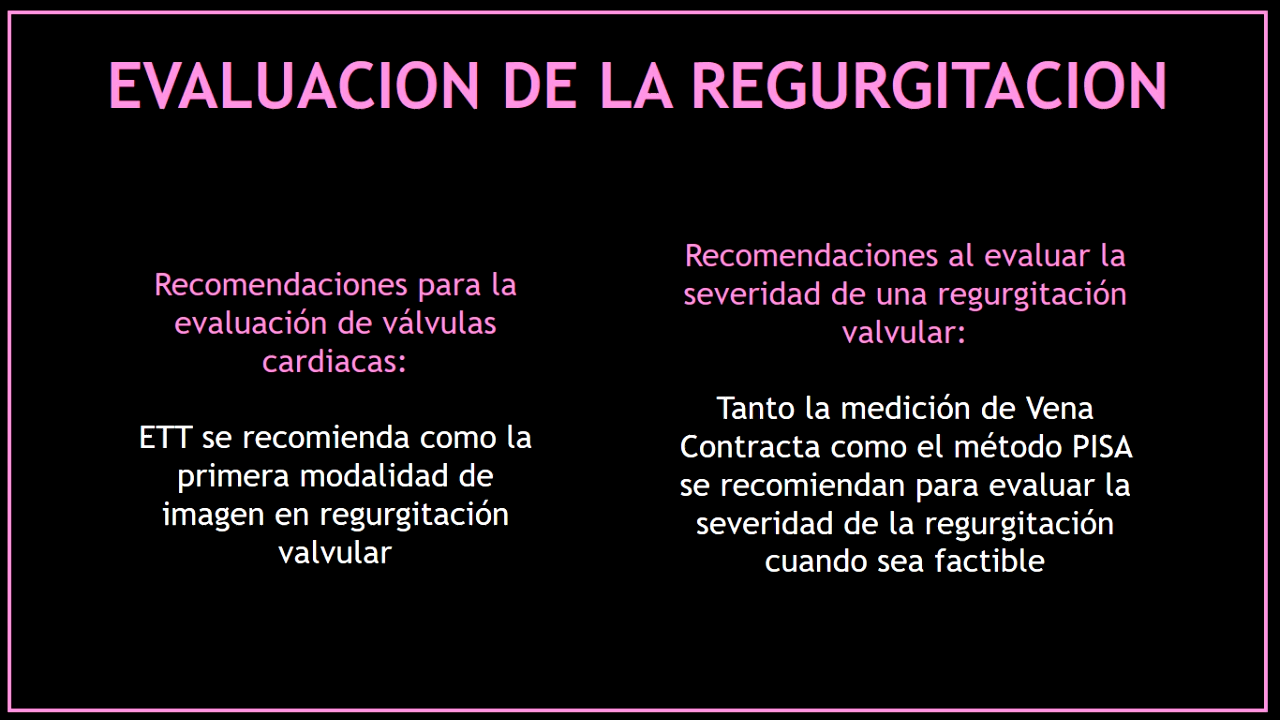 EVALUACION DE LA REGURGITACION
Recomendaciones para la
evaluación de válvulas
cardiacas:
ETT se recomienda como la
primera modalidad de
imagen en regurgitación
valvular
Recomendaciones al evaluar la
severidad de una regurgitación
valvular:
Tanto la medición de Vena
Contracta como el método PISA
se recomiendan para evaluar la
severidad de la regurgitación
cuando sea factible